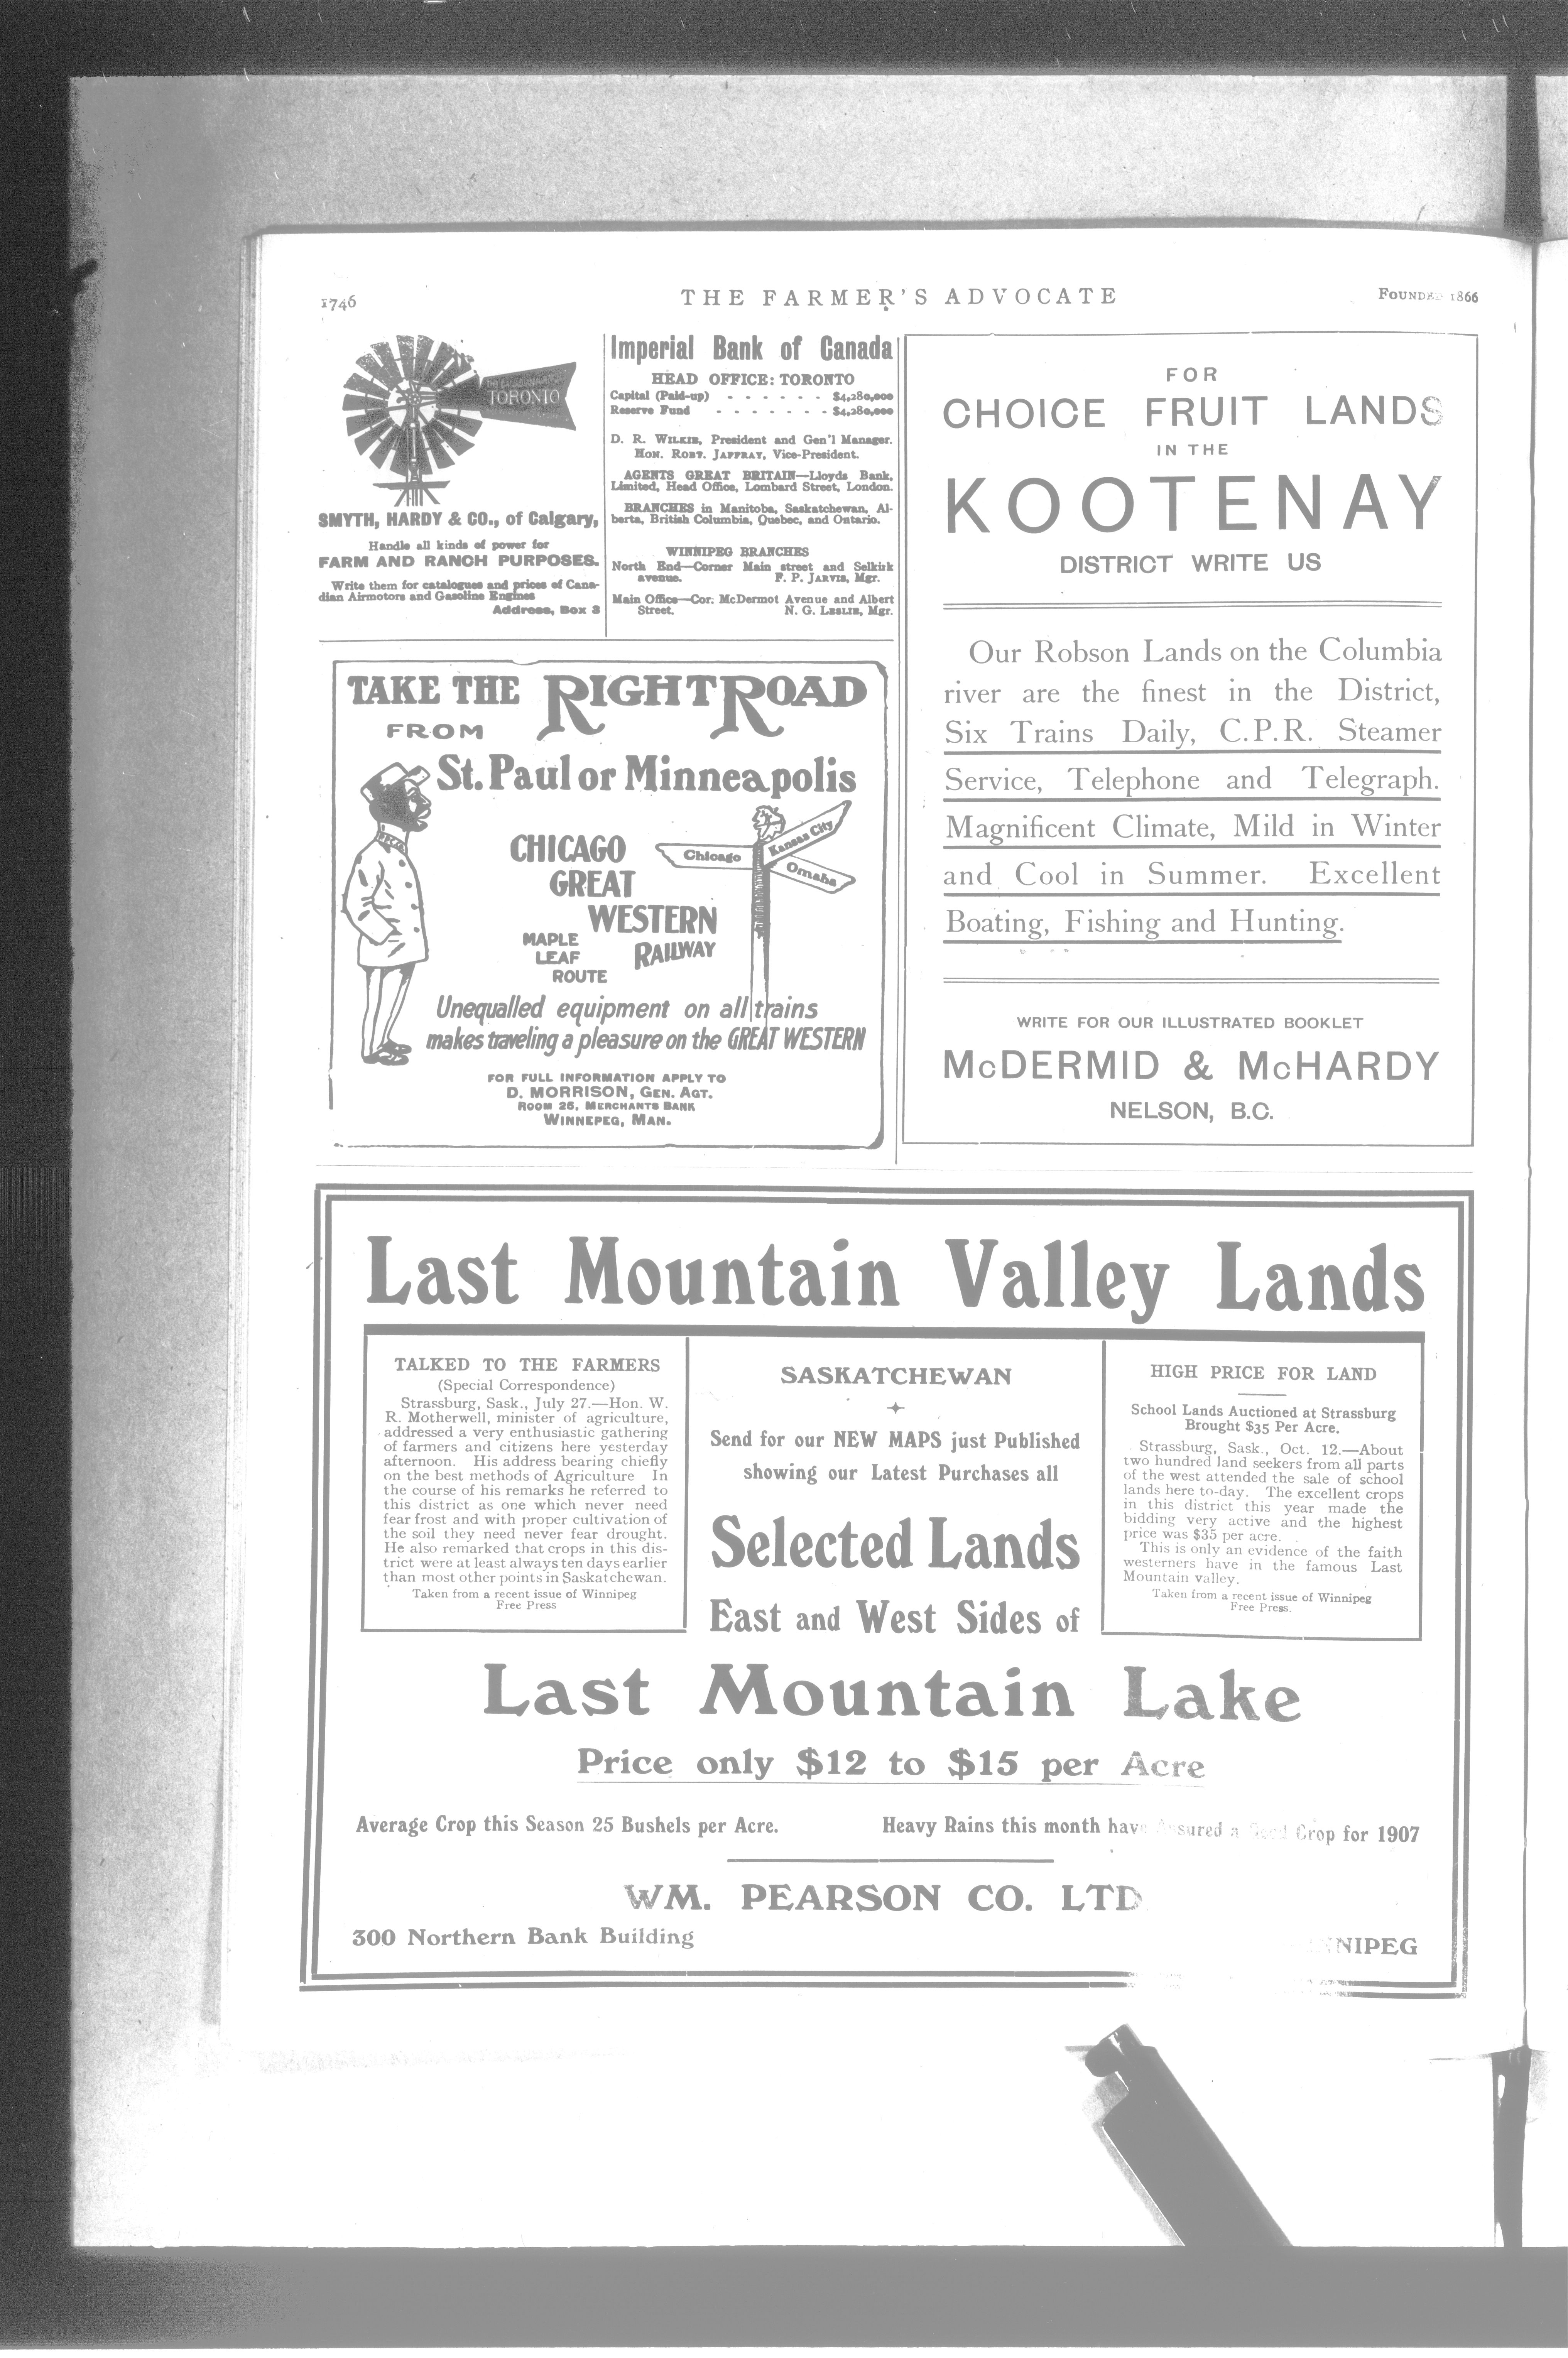 1746
THE FARMER'S ADVOCATE
FOUNDED 1866
TORONTO
SMYTH, HARDY & CO., of Calgary,
Handle all kinds of power for
FARM AND RANCH PURPOSES.
Write them for catalogues and prices of Cana-
dian Airmotors and Gasoline Engines
Address, Box 3
Imperial Bank of Canada
HEAD OFFICE: TORONTO
Capital (Paid-up) - - - - - - $4,280,000
Reserve Fund - - - - - - - $4,280,000
D. R. WILKIE, President and Gen'l Manager.
HON. ROBT. JAFFRAY, Vice-President.
AGENTS GREAT BRITAIN—Lloyds Bank,
Limited, Head Office, Lombard Street, London.
BRANCHES in Manitoba, Saskatchewan, Al-
berta, British Columbia, Quebec, and Ontario.
WINNIPEG BRANCHES
North End—Corner Main street and Selkirk
avenue. F. P. JARVIS, Mgr.
Main Office—Cor. McDermot Avenue and Albert
Street. N. G. LESLIE, Mgr.
TAKE THE RIGHT ROAD
FROM
St. Paul or Minneapolis
Chicago
Kansas City
Omaha
CHICAGO
GREAT
WESTERN
RAILWAY
MAPLE
LEAF
ROUTE
Unequalled equipment on all trains
makes traveling a pleasure on the GREAT WESTERN
FOR FULL INFORMATION APPLY TO
D. MORRISON, GEN. AGT.
ROOM 25, MERCHANTS BANK
WINNEPEG, MAN.
FOR
CHOICE FRUIT LANDS
IN THE
KOOTENAY
DISTRICT WRITE US
Our Robson Lands on the Columbia
river are the finest in the District,
Six Trains Daily, C.P.R. Steamer
Service, Telephone and Telegraph.
Magnificent Climate, Mild in Winter
and Cool in Summer. Excellent
Boating, Fishing and Hunting.
WRITE FOR OUR ILLUSTRATED BOOKLET
McDERMID & McHARDY
NELSON, B.C.
Last Mountain Valley Lands
TALKED TO THE FARMERS
(Special Correspondence)
Strassburg, Sask., July 27.—Hon. W.
R. Motherwell, minister of agriculture,
addressed a very enthusiastic gathering
of farmers and citizens here yesterday
afternoon. His address bearing chiefly
on the best methods of Agriculture In
the course of his remarks he referred to
this district as one which never need
fear frost and with proper cultivation of
the soil they need never fear drought.
He also remarked that crops in this dis-
trict were at least always ten days earlier
than most other points in Saskatchewan.
Taken from a recent issue of Winnipeg
Free Press
SASKATCHEWAN
Send for our NEW MAPS just Published
showing our Latest Purchases all
Selected Lands
East and West Sides of
HIGH PRICE FOR LAND
School Lands Auctioned at Strassburg
Brought $35 Per Acre.
Strassburg, Sask., Oct. 12.—About
two hundred land seekers from all parts
of the west attended the sale of school
lands here to-day. The excellent crops
in this district this year made the
bidding very active and the highest
price was $35 per acre.
This is only an evidence of the faith
westerners have in the famous Last
Mountain valley.
Taken from a recent issue of Winnipeg
Free Press.
Last Mountain Lake
Price only $12 to $15 per Acre
Average Crop this Season 25 Bushels per Acre.
Heavy Rains this month have Assured a Good Crop for 1907
WM. PEARSON CO. LTD
300 Northern Bank Building
NNIPEG